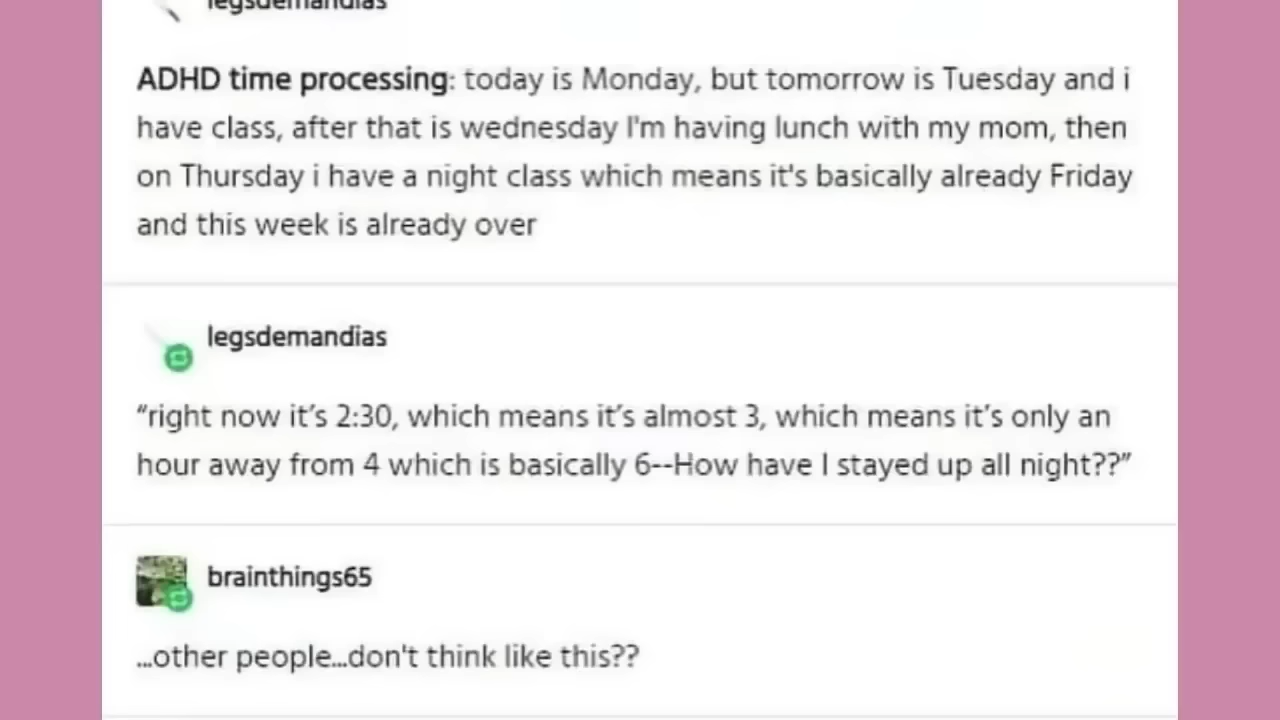 legsdemandias
ADHD time processing: today is Monday, but tomorrow is Tuesday and i
have class, after that is wednesday I'm having lunch with my mom, then
on Thursday i have a night class which means it's basically already Friday
and this week is already over
legsdemandias
“right now it’s 2:30, which means it’s almost 3, which means it’s only an
hour away from 4 which is basically 6--How have I stayed up all night??”
brainthings65
...other people...don't think like this??